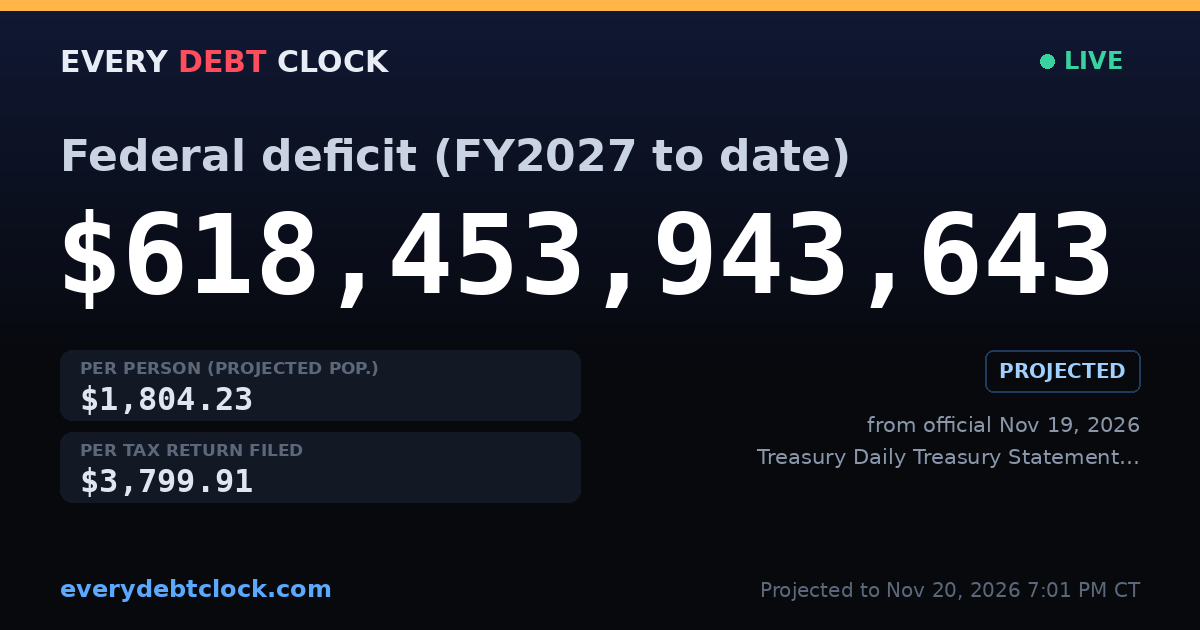 EVERY DEBT CLOCK
LIVE
Federal deficit (FY2027 to date)
$618,453,943,643
PER PERSON (PROJECTED POP.)
$1,804.23
PER TAX RETURN FILED
$3,799.91
PROJECTED
from official Nov 19, 2026
Treasury Daily Treasury Statement…
everydebtclock.com
Projected to Nov 20, 2026 7:01 PM CT